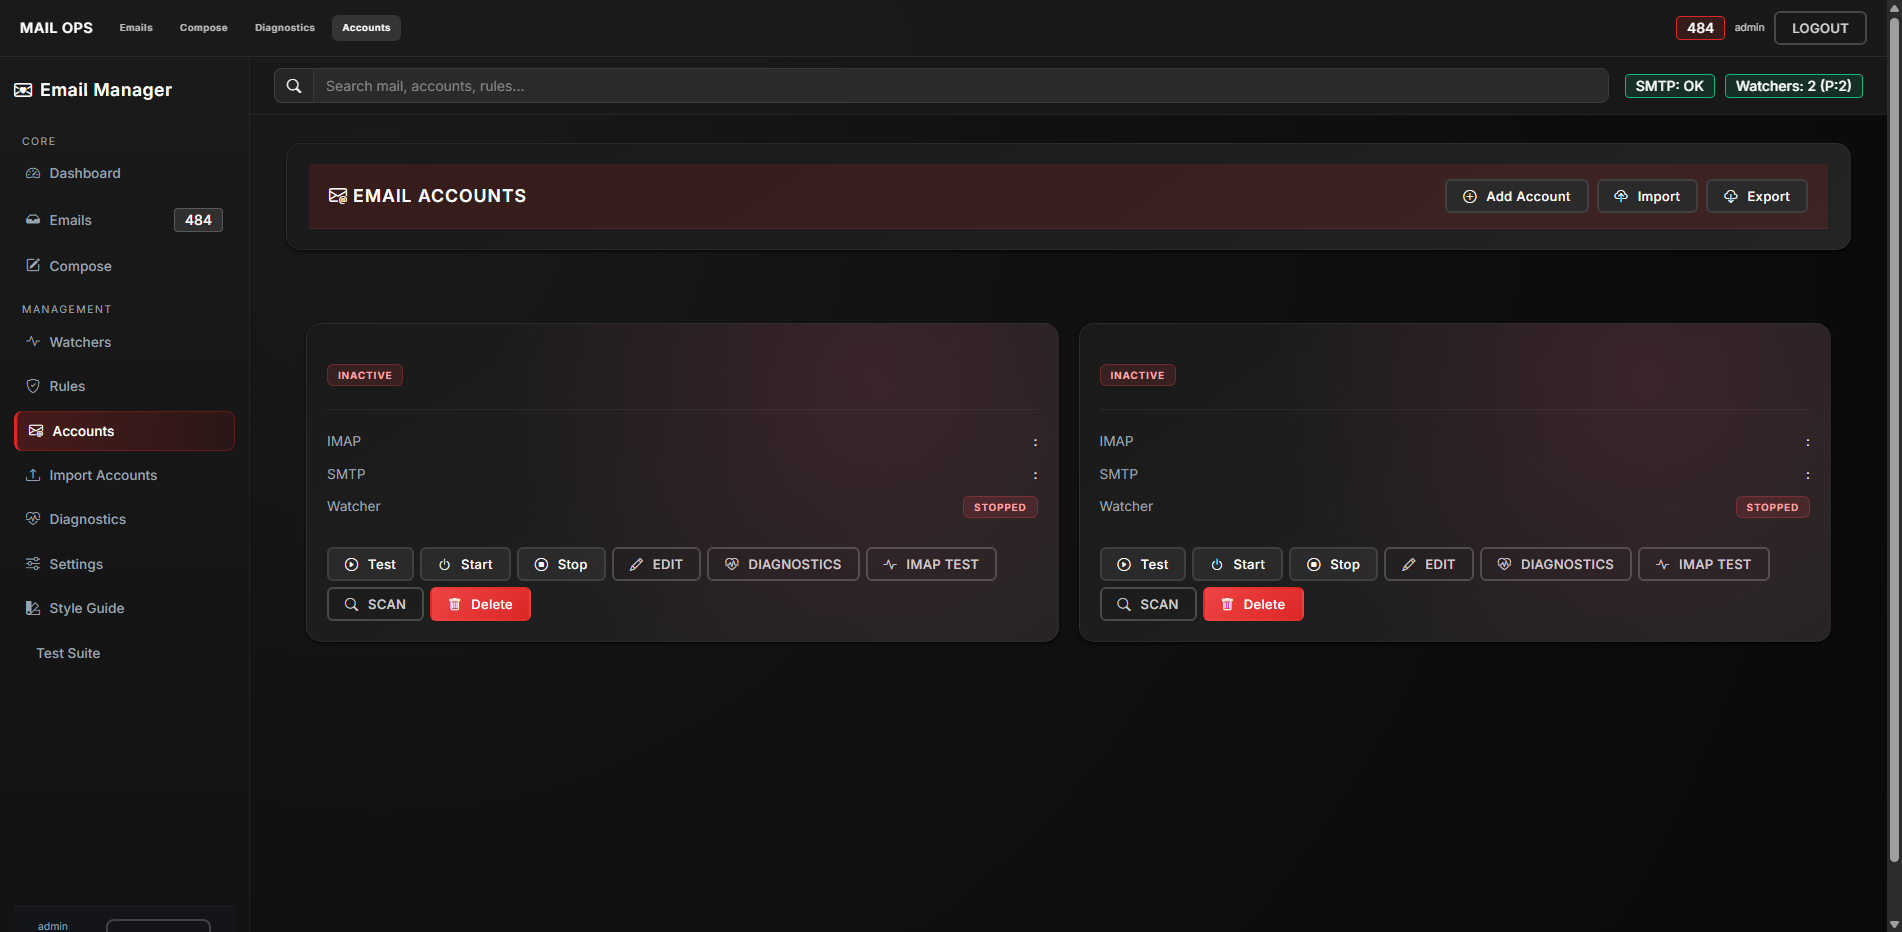 MAIL OPS Emails Compose Diagnostics Accounts 484 admin LOGOUT
Email Manager
Search mail, accounts, rules...
SMTP: OK Watchers: 2 (P:2)
CORE
Dashboard
Emails 484
Compose
MANAGEMENT
Watchers
Rules
Accounts
Import Accounts
Diagnostics
Settings
Style Guide
Test Suite
admin
EMAIL ACCOUNTS
Add Account Import Export
INACTIVE
IMAP :
SMTP :
Watcher STOPPED
Test Start Stop EDIT DIAGNOSTICS IMAP TEST
SCAN Delete
INACTIVE
IMAP :
SMTP :
Watcher STOPPED
Test Start Stop EDIT DIAGNOSTICS IMAP TEST
SCAN Delete